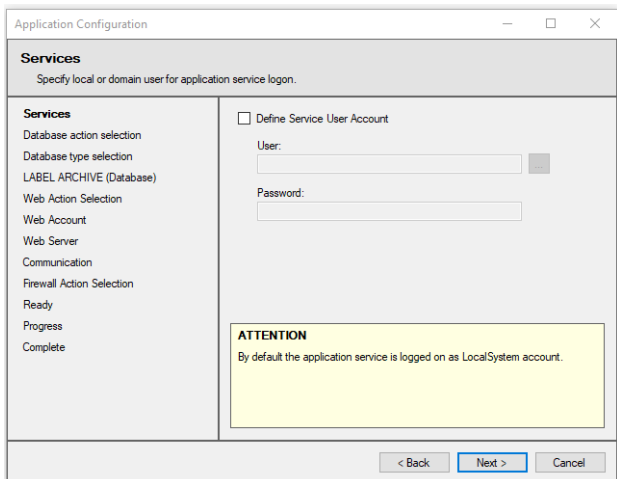 Application Configuration
Services
Specify local or domain user for application service logon.
Services
Database action selection
Database type selection
LABEL ARCHIVE (Database)
Web Action Selection
Web Account
Web Server
Communication
Firewall Action Selection
Ready
Progress
Complete
Define Service User Account
User:
...
Password:
ATTENTION
By default the application service is logged on as LocalSystem account.
< Back
Next >
Cancel